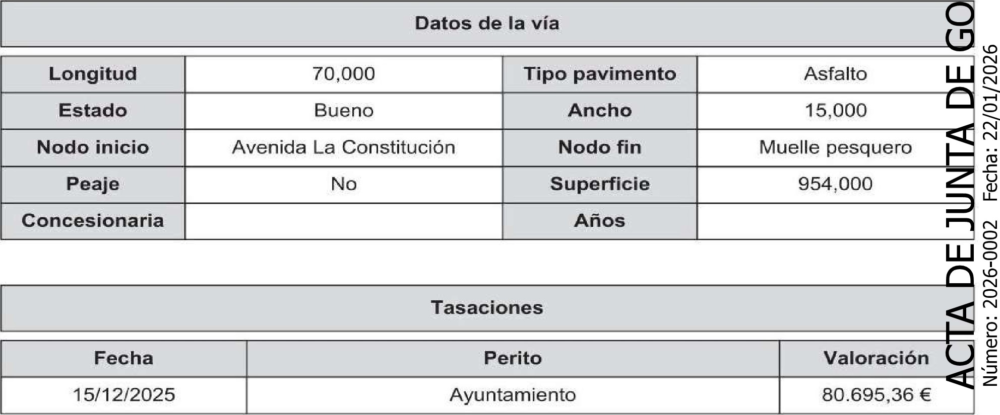 Datos de la vía
Longitud 70,000 Tipo pavimento Asfalto
Estado Bueno Ancho 15,000
Nodo inicio Avenida La Constitución Nodo fin Muelle pesquero
Peaje No Superficie 954,000
Concesionaria Años
Tasaciones
Fecha Perito Valoración
15/12/2025 Ayuntamiento 80.695,36 €
ACTA DE JUNTA DE GO
Número: 2026-0002 Fecha: 22/01/2026